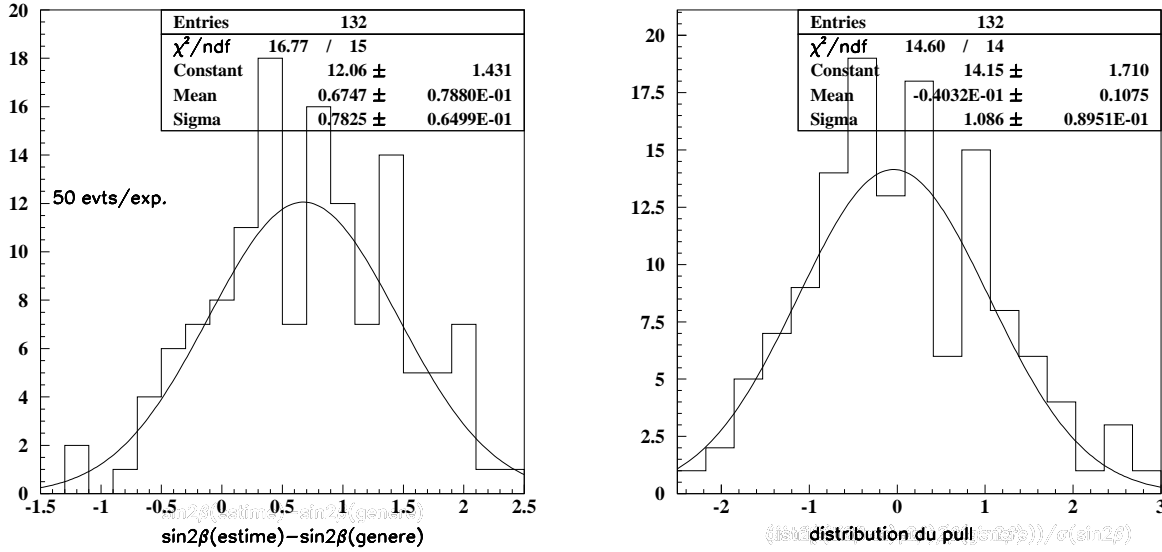 Entries 132
χ²/ndf 16.77 / 15
Constant 12.06 ± 1.431
Mean 0.6747 ± 0.7880E-01
Sigma 0.7825 ± 0.6499E-01
50 evts/exp.
20
18
16
14
12
10
8
6
4
2
0
-1.5 -1 -0.5 0 0.5 1 1.5 2 2.5
sin2β(estime)−sin2β(genere)
sin2β(estime)−sin2β(genere)
Entries 132
χ²/ndf 14.60 / 14
Constant 14.15 ± 1.710
Mean -0.4032E-01 ± 0.1075
Sigma 1.086 ± 0.8951E-01
20
17.5
15
12.5
10
7.5
5
2.5
0
-2 -1 0 1 2 3
/σ(sin2β)
distribution du pull